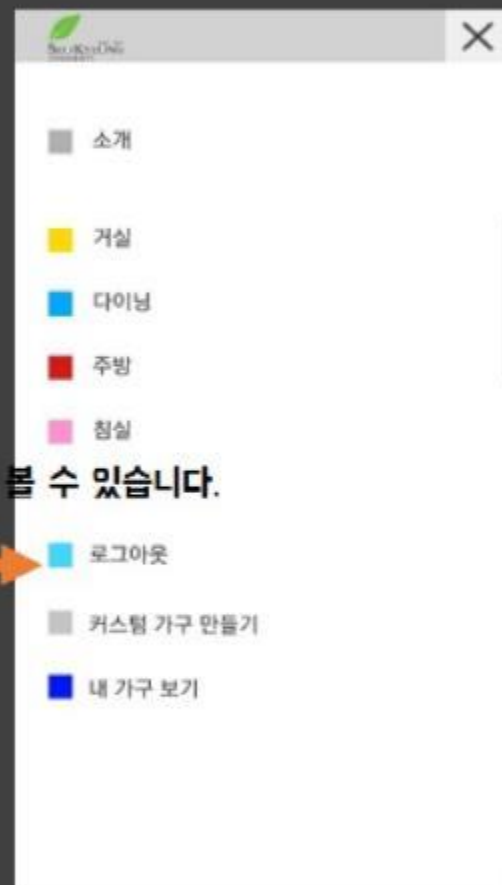 소개
거실
다이닝
주방
침실
볼 수 있습니다.
로그아웃
커스텀 가구 만들기
내 가구 보기